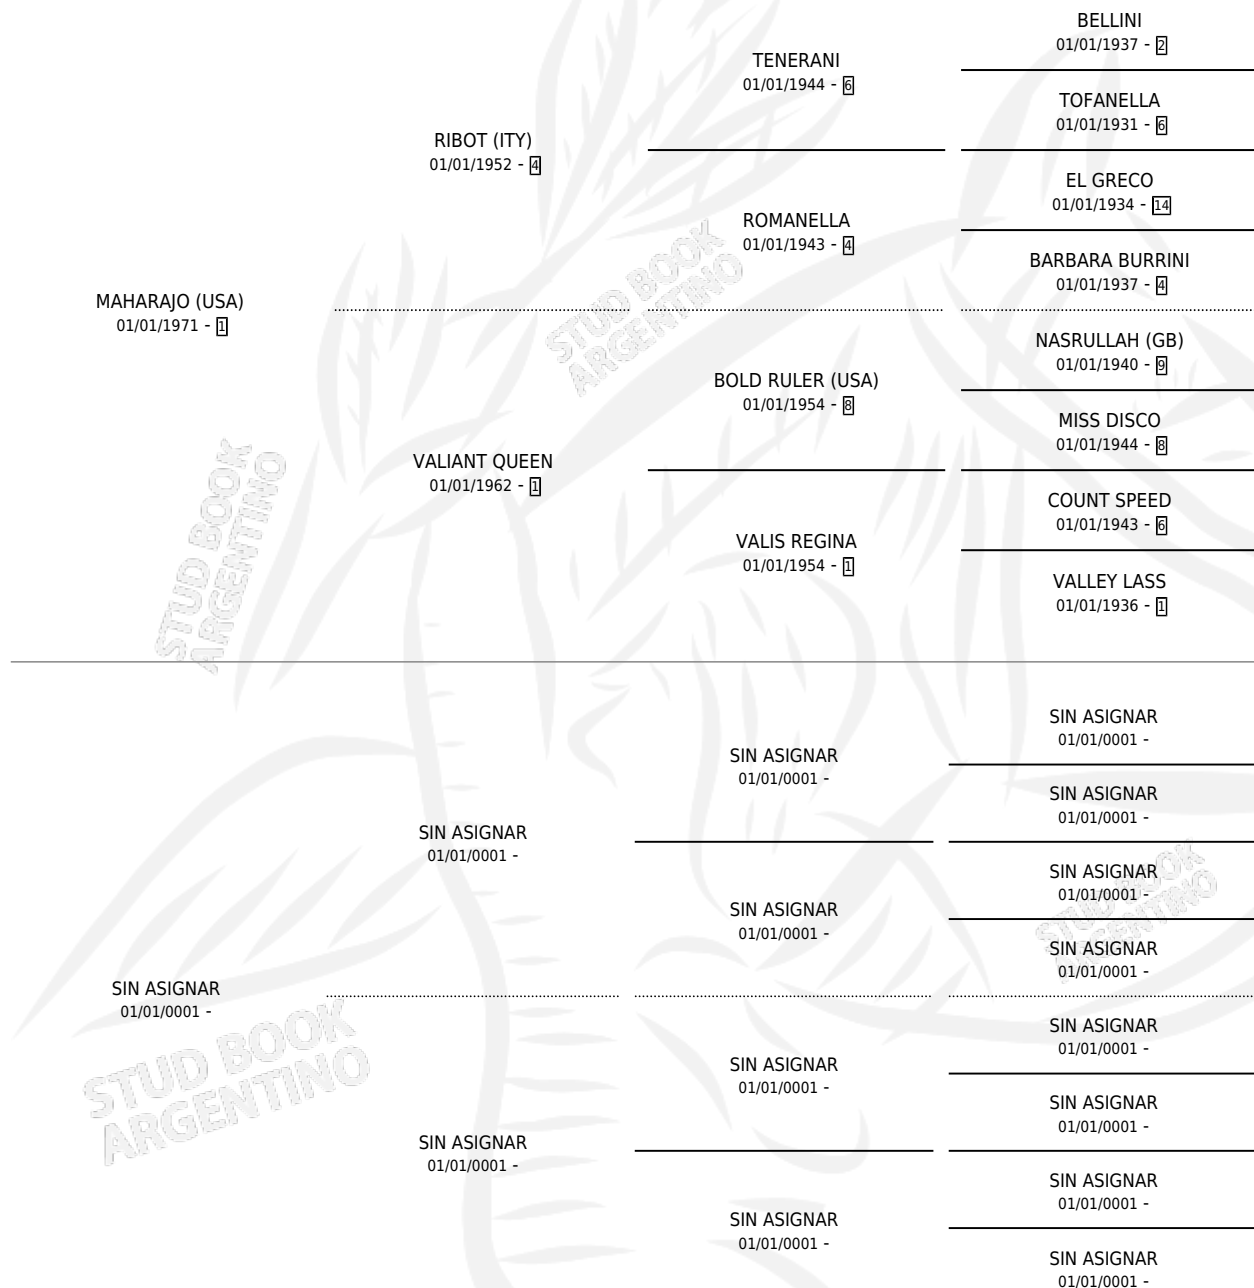 BELLINI
01/01/1937 - 2
TENERANI
01/01/1944 - 6
TOFANELLA
01/01/1931 - 6
RIBOT (ITY)
01/01/1952 - 4
EL GRECO
01/01/1934 - 14
ROMANELLA
01/01/1943 - 4
BARBARA BURRINI
01/01/1937 - 4
MAHARAJO (USA)
01/01/1971 - 1
NASRULLAH (GB)
01/01/1940 - 9
BOLD RULER (USA)
01/01/1954 - 8
MISS DISCO
01/01/1944 - 8
VALIANT QUEEN
01/01/1962 - 1
COUNT SPEED
01/01/1943 - 6
VALIS REGINA
01/01/1954 - 1
VALLEY LASS
01/01/1936 - 1
SIN ASIGNAR
01/01/0001 -
SIN ASIGNAR
01/01/0001 -
SIN ASIGNAR
01/01/0001 -
SIN ASIGNAR
01/01/0001 -
SIN ASIGNAR
01/01/0001 -
SIN ASIGNAR
01/01/0001 -
SIN ASIGNAR
01/01/0001 -
SIN ASIGNAR
01/01/0001 -
SIN ASIGNAR
01/01/0001 -
SIN ASIGNAR
01/01/0001 -
SIN ASIGNAR
01/01/0001 -
SIN ASIGNAR
01/01/0001 -
SIN ASIGNAR
01/01/0001 -
SIN ASIGNAR
01/01/0001 -
SIN ASIGNAR
01/01/0001 -
STUD BOOK
ARGENTINO
STUD BOOK
ARGENTINO
STUD BOOK
ARGENTINO
STUD BOOK
ARGENTINO